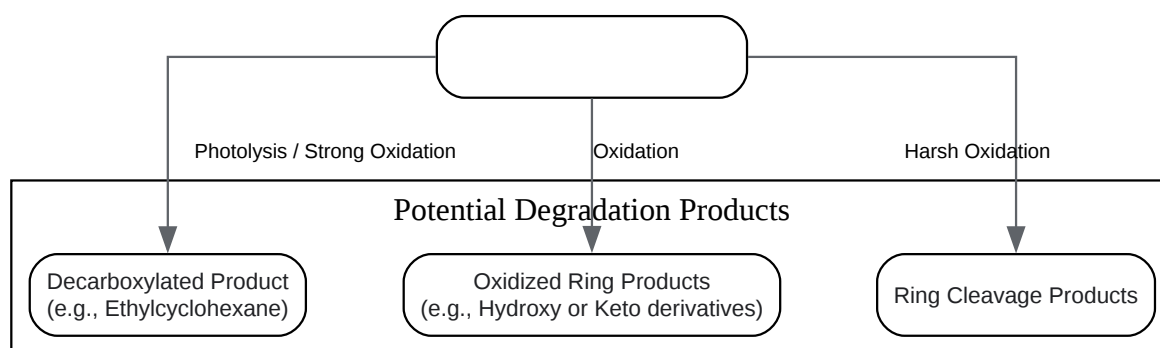 Photolysis / Strong Oxidation
Oxidation
Harsh Oxidation
Potential Degradation Products
Decarboxylated Product
(e.g., Ethylcyclohexane)
Oxidized Ring Products
(e.g., Hydroxy or Keto derivatives)
Ring Cleavage Products